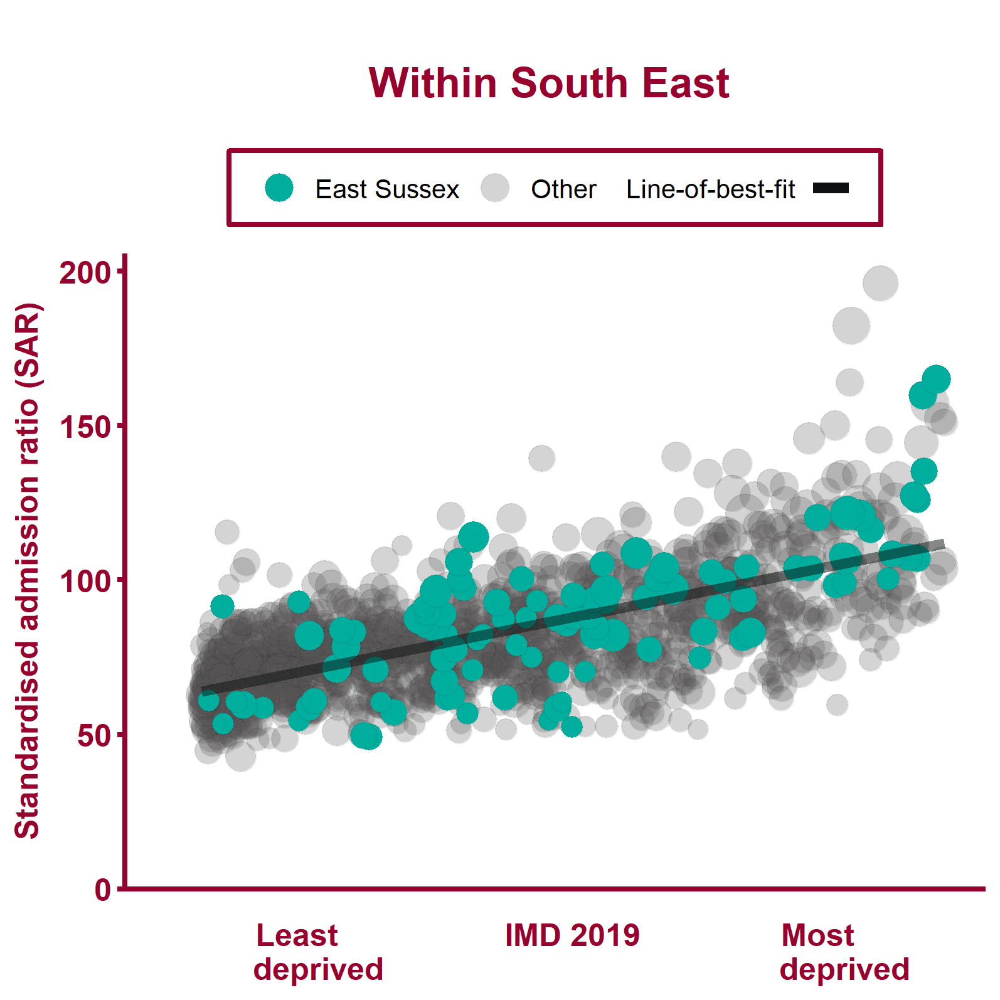 Within South East
East Sussex
Other
Line-of-best-fit
Standardised admission ratio (SAR)
200
150
100
50
0
Least
deprived
IMD 2019
Most
deprived